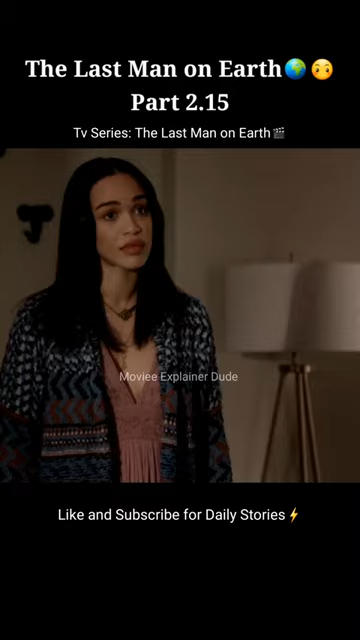 The Last Man on Earth🌍🤭
Part 2.15
Tv Series: The Last Man on Earth🎬
Moviee Explainer Dude
Like and Subscribe for Daily Stories⚡